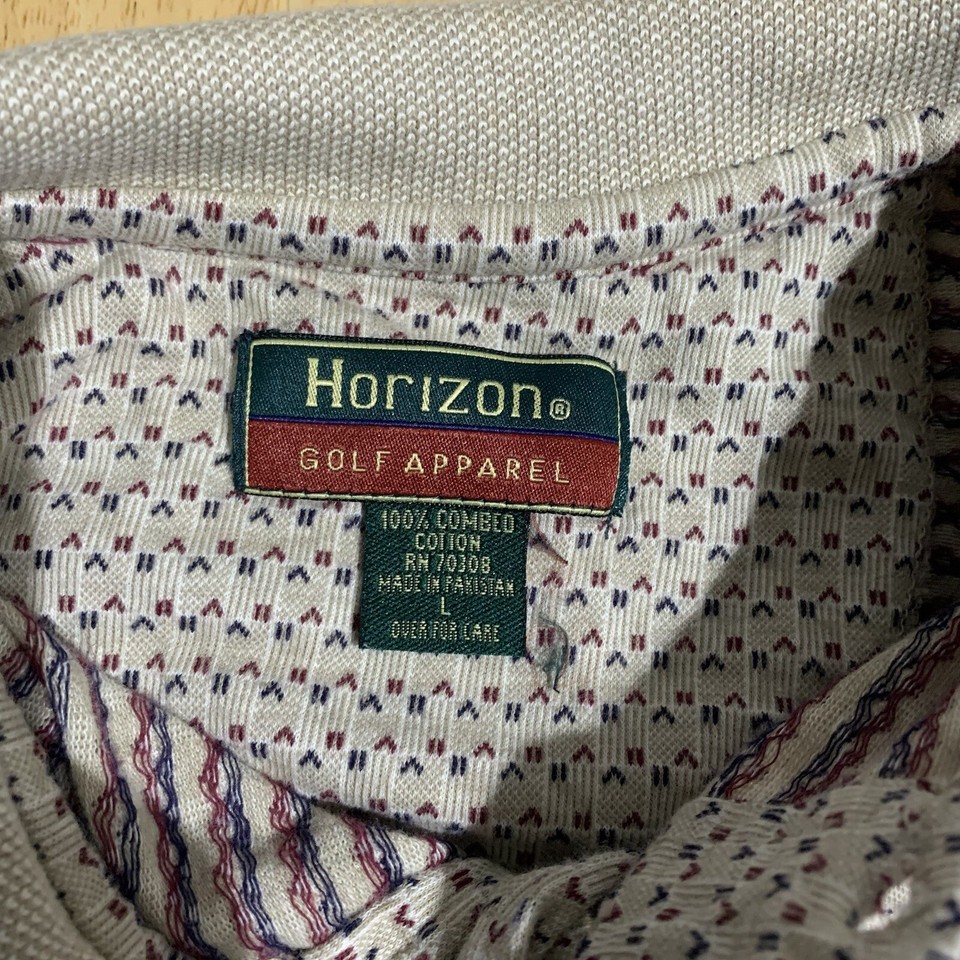 Horizon®
GOLF APPAREL
100% COMBED
COTTON
RN 70308
MADE IN PAKISTAN
L
OVER FOR CARE